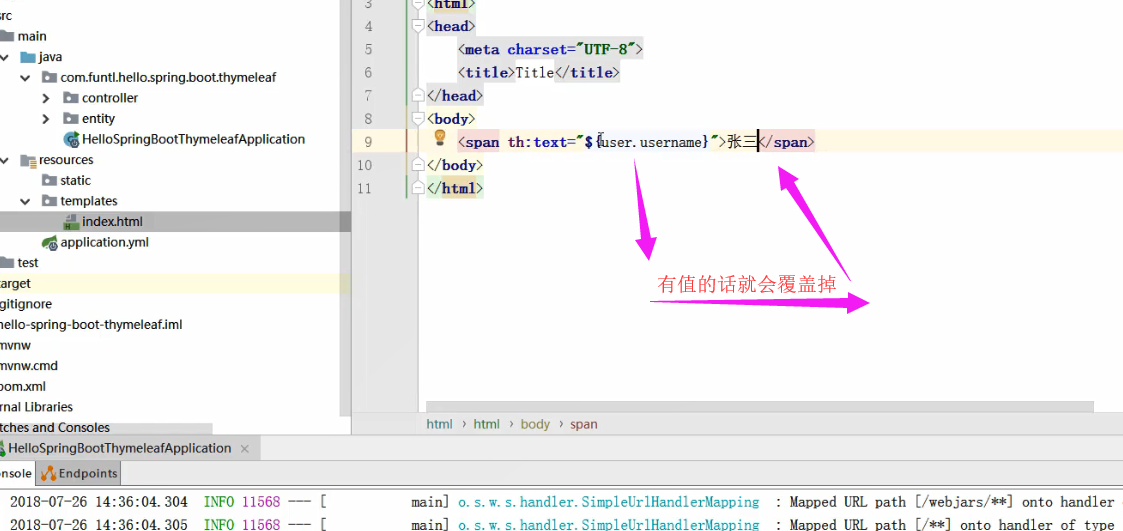 main
java
com.funtl.hello.spring.boot.thymeleaf
controller
entity
HelloSpringBootThymeleafApplication
resources
static
templates
index.html
application.yml
test
target
gitignore
hello-spring-boot-thymeleaf.iml
mvnw
mvnw.cmd
pom.xml
rnal Libraries
tches and Consoles
3 <html>
4 <head>
5 <meta charset="UTF-8">
6 <title>Title</title>
7 </head>
8 <body>
9 <span th:text="${user.username}">张三</span>
10 </body>
11 </html>
有值的话就会覆盖掉
html › html › body › span
HelloSpringBootThymeleafApplication ×
onsole Endpoints
2018-07-26 14:36:04.304 INFO 11568 --- [ main] o.s.w.s.handler.SimpleUrlHandlerMapping : Mapped URL path [/webjars/**] onto handler
2018-07-26 14:36:04.305 INFO 11568 --- [ main] o.s.w.s.handler.SimpleUrlHandlerMapping : Mapped URL path [/**] onto handler of type